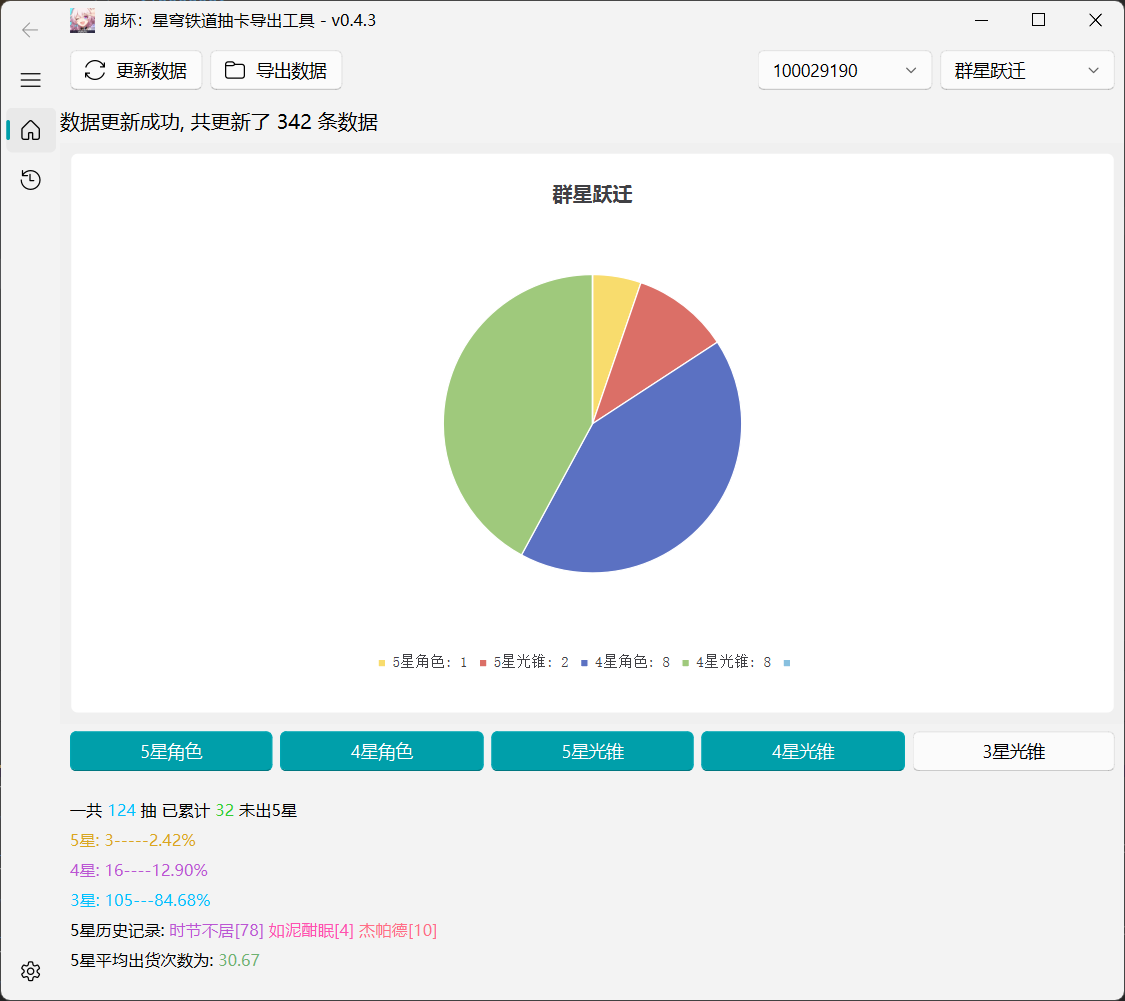 崩坏：星穹铁道抽卡导出工具 - v0.4.3
更新数据 导出数据 100029190 群星跃迁
数据更新成功, 共更新了 342 条数据
群星跃迁
5星角色: 1 5星光锥: 2 4星角色: 8 4星光锥: 8
5星角色 4星角色 5星光锥 4星光锥 3星光锥
一共 124 抽 已累计 32 未出5星
5星: 3-----2.42%
4星: 16----12.90%
3星: 105---84.68%
5星历史记录: 时节不居[78] 如泥酣眠[4] 杰帕德[10]
5星平均出货次数为: 30.67